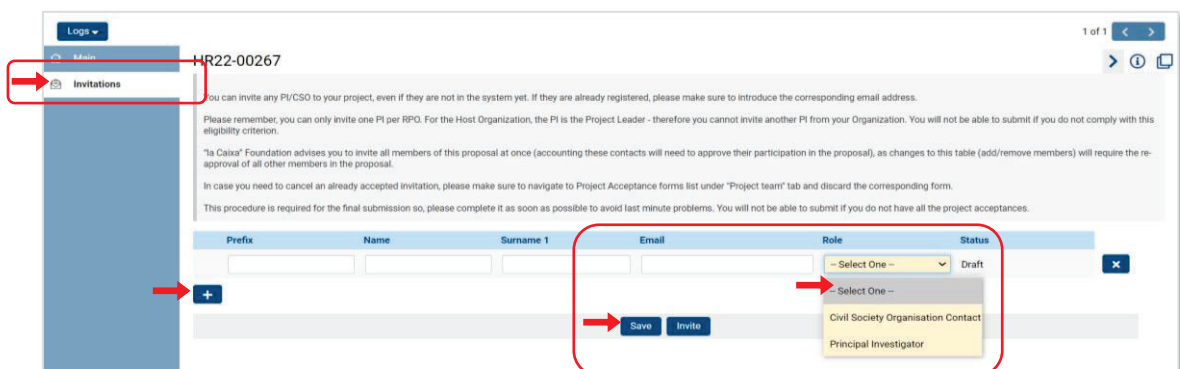 Logs
1 of 1
Main
HR22-00267
Invitations
You can invite any PI/CSO to your project, even if they are not in the system yet. If they are already registered, please make sure to introduce the corresponding email address.
Please remember, you can only invite one PI per RPO. For the Host Organization, the PI is the Project Leader - therefore you cannot invite another PI from your Organization. You will not be able to submit if you do not comply with this
eligibility criterion.
"la Caixa" Foundation advises you to invite all members of this proposal at once (accounting these contacts will need to approve their participation in the proposal), as changes to this table (add/remove members) will require the re-
approval of all other members in the proposal.
In case you need to cancel an already accepted invitation, please make sure to navigate to Project Acceptance forms list under "Project team" tab and discard the corresponding form.
This procedure is required for the final submission so, please complete it as soon as possible to avoid last minute problems. You will not be able to submit if you do not have all the project acceptances.
Prefix Name Surname 1 Email Role Status
-- Select One -- Draft
-- Select One --
Civil Society Organisation Contact
Save Invite
Principal Investigator